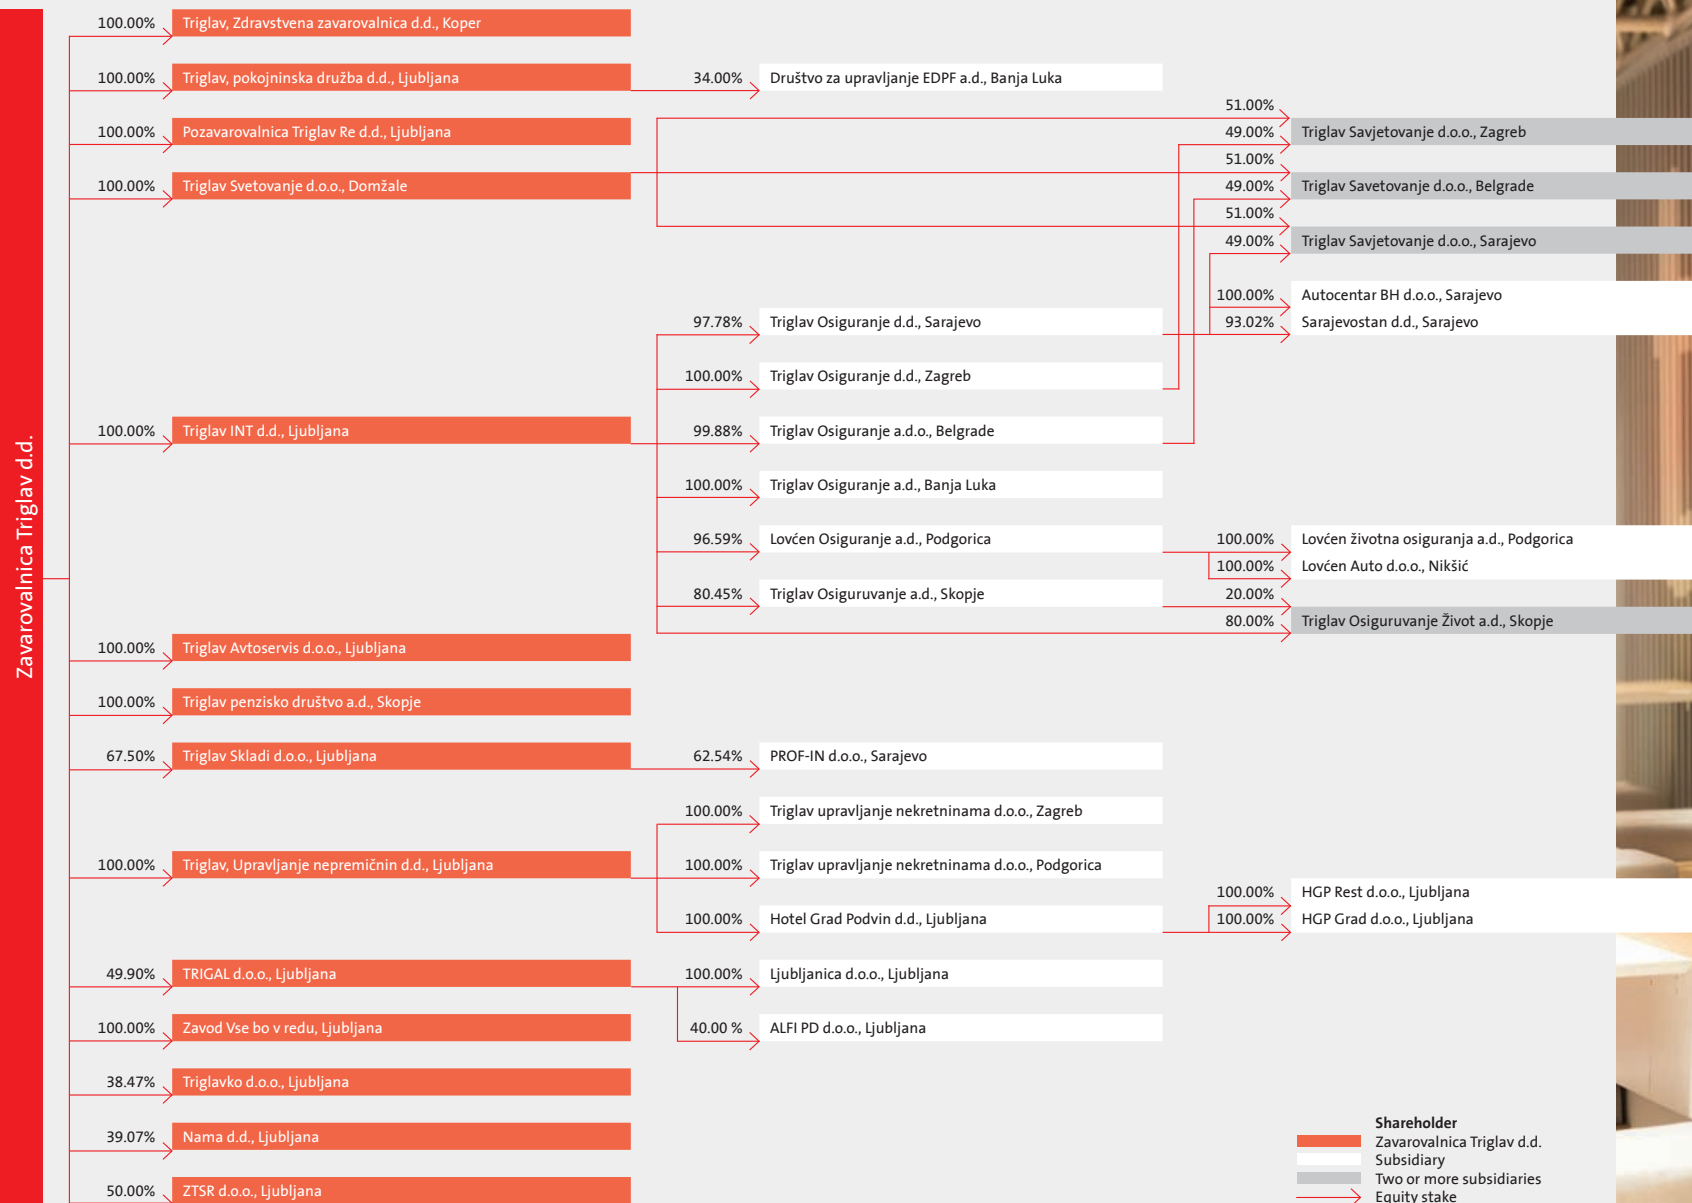 Zavarovalnica Triglav d.d.
100.00% Triglav, Zdravstvena zavarovalnica d.d., Koper
100.00% Triglav, pokojninska družba d.d., Ljubljana 34.00% Društvo za upravljanje EDPF a.d., Banja Luka
51.00%
100.00% Pozavarovalnica Triglav Re d.d., Ljubljana 49.00% Triglav Savjetovanje d.o.o., Zagreb
51.00%
100.00% Triglav Svetovanje d.o.o., Domžale 49.00% Triglav Savetovanje d.o.o., Belgrade
51.00%
49.00% Triglav Savjetovanje d.o.o., Sarajevo
100.00% Autocentar BH d.o.o., Sarajevo
97.78% Triglav Osiguranje d.d., Sarajevo 93.02% Sarajevostan d.d., Sarajevo
100.00% Triglav Osiguranje d.d., Zagreb
100.00% Triglav INT d.d., Ljubljana 99.88% Triglav Osiguranje a.d.o., Belgrade
100.00% Triglav Osiguranje a.d., Banja Luka
96.59% Lovćen Osiguranje a.d., Podgorica 100.00% Lovćen životna osiguranja a.d., Podgorica
100.00% Lovćen Auto d.o.o., Nikšić
80.45% Triglav Osiguruvanje a.d., Skopje 20.00%
80.00% Triglav Osiguruvanje Život a.d., Skopje
100.00% Triglav Avtoservis d.o.o., Ljubljana
100.00% Triglav penzisko društvo a.d., Skopje
67.50% Triglav Skladi d.o.o., Ljubljana 62.54% PROF-IN d.o.o., Sarajevo
100.00% Triglav upravljanje nekretninama d.o.o., Zagreb
100.00% Triglav, Upravljanje nepremičnin d.d., Ljubljana 100.00% Triglav upravljanje nekretninama d.o.o., Podgorica
100.00% HGP Rest d.o.o., Ljubljana
100.00% Hotel Grad Podvin d.d., Ljubljana 100.00% HGP Grad d.o.o., Ljubljana
49.90% TRIGAL d.o.o., Ljubljana 100.00% Ljubljanica d.o.o., Ljubljana
100.00% Zavod Vse bo v redu, Ljubljana 40.00 % ALFI PD d.o.o., Ljubljana
38.47% Triglavko d.o.o., Ljubljana
39.07% Nama d.d., Ljubljana
50.00% ZTSR d.o.o., Ljubljana
Shareholder
Zavarovalnica Triglav d.d.
Subsidiary
Two or more subsidiaries
Equity stake